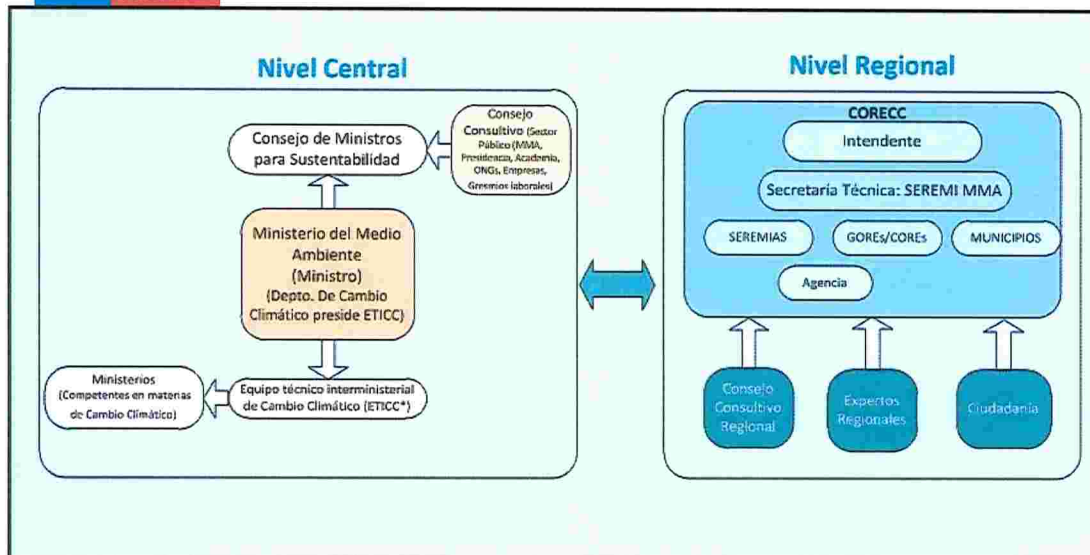 Nivel Central
Consejo de Ministros
para Sustentabilidad
Consejo
Consultivo (Sector
Público (MMA,
Presidencia, Academia,
ONGs, Empresas,
Gremios laborales)
Ministerio del Medio
Ambiente
(Ministro)
(Depto. De Cambio
Climático preside ETICC)
Ministerios
(Competentes en materias
de Cambio Climático)
Equipo técnico interministerial
de Cambio Climático (ETICC*)
Nivel Regional
CORECC
Intendente
Secretaría Técnica: SEREMI MMA
SEREMIAS
GOREs/COREs
MUNICIPIOS
Agencia
Consejo
Consultivo
Regional
Expertos
Regionales
Ciudadanía